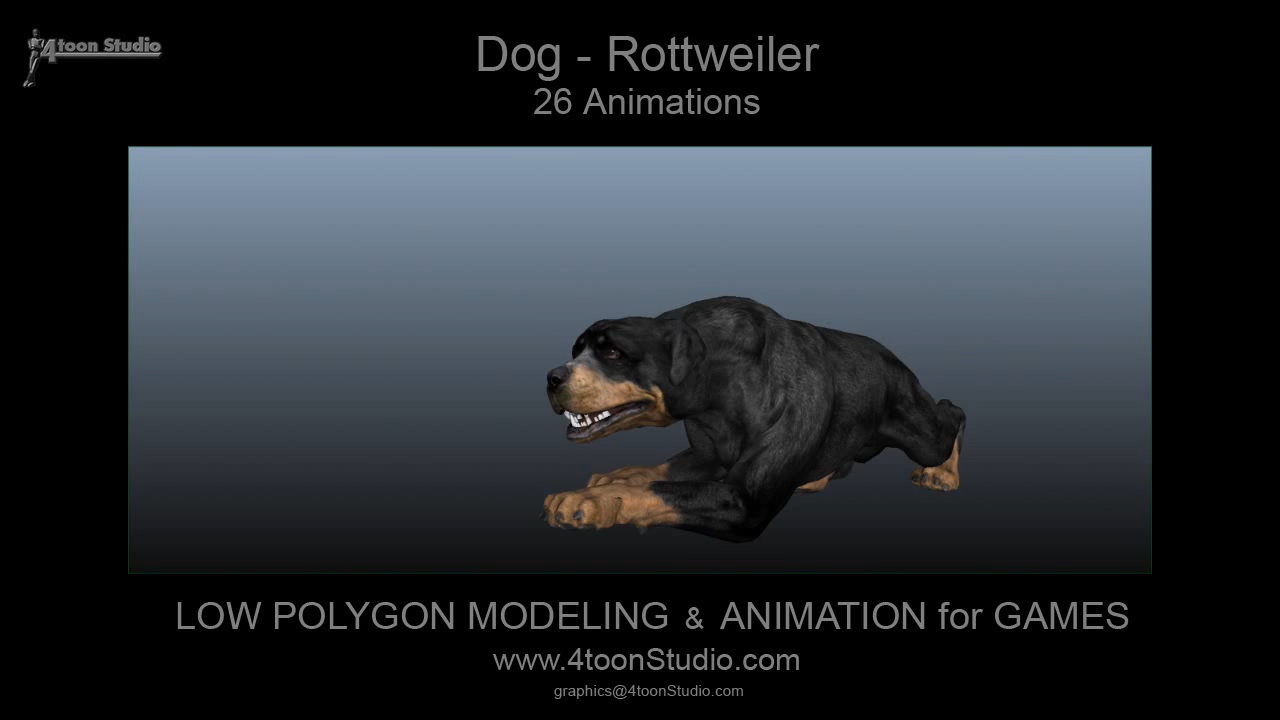 4toon Studio
Dog - Rottweiler
26 Animations
LOW POLYGON MODELING & ANIMATION for GAMES
www.4toonStudio.com
graphics@4toonStudio.com